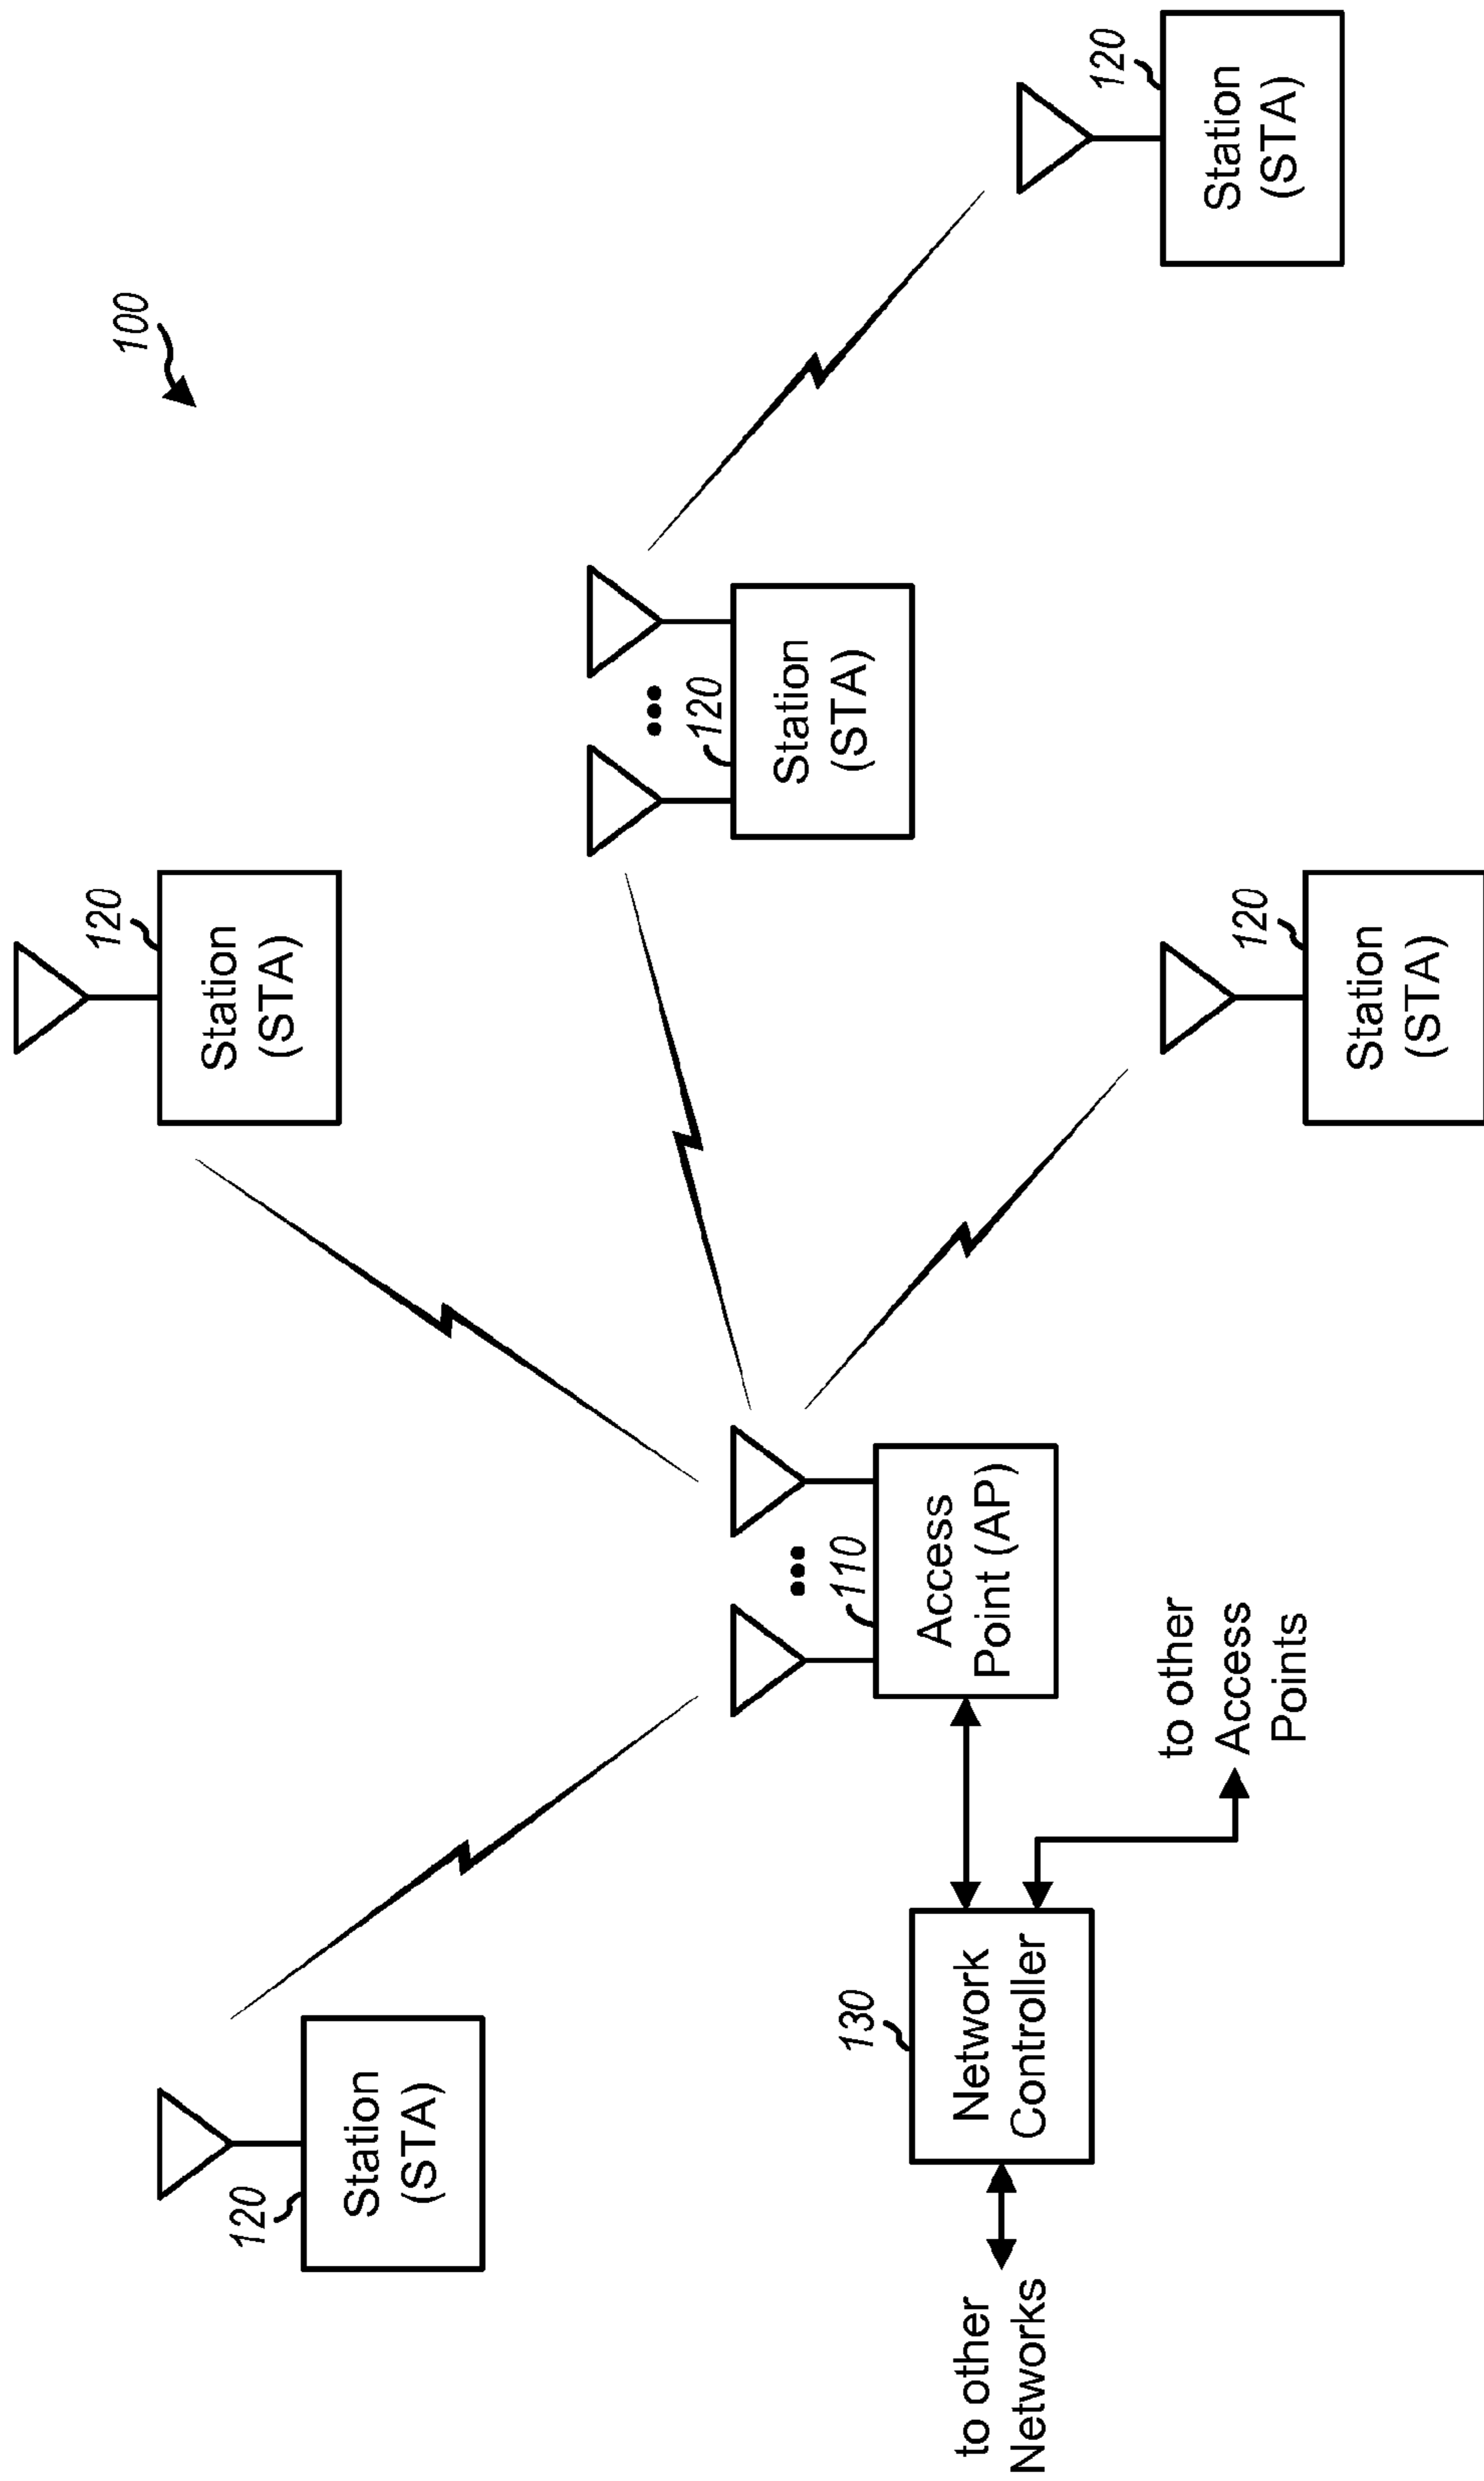 100
120
Station
(STA)
120
Station
(STA)
120
Station
(STA)
120
Station
(STA)
120
Station
(STA)
110
Access
Point (AP)
130
Network
Controller
to other
Networks
to other
Access
Points